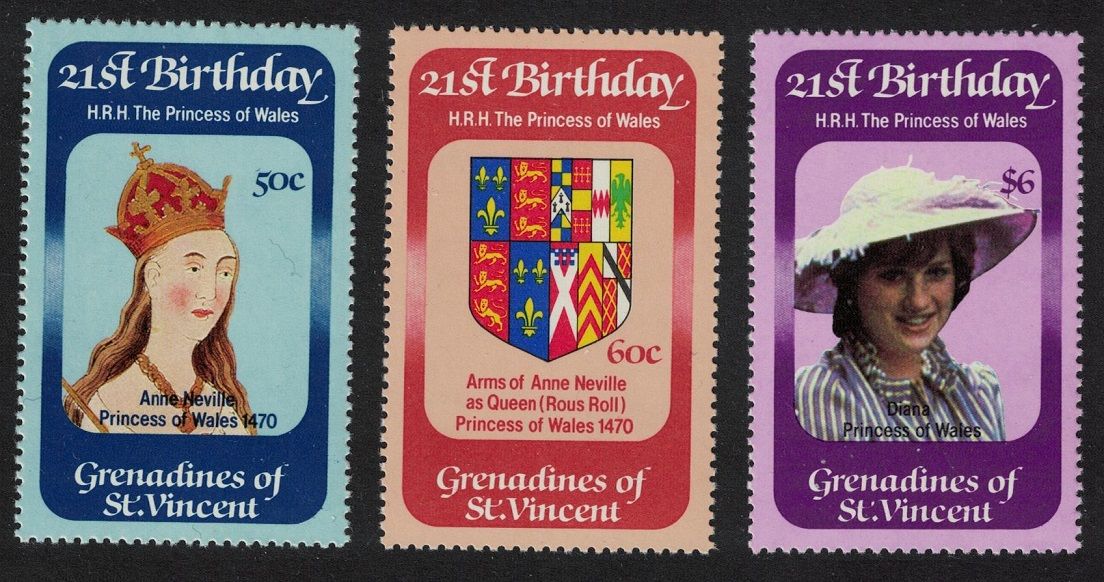 21st Birthday
H.R.H. The Princess of Wales
50c
Anne Neville
Princess of Wales 1470
Grenadines of
St.Vincent
21st Birthday
H.R.H. The Princess of Wales
60c
Arms of Anne Neville
as Queen (Rous Roll)
Princess of Wales 1470
Grenadines of
St.Vincent
21st Birthday
H.R.H. The Princess of Wales
$6
Diana
Princess of Wales
Grenadines of
St.Vincent